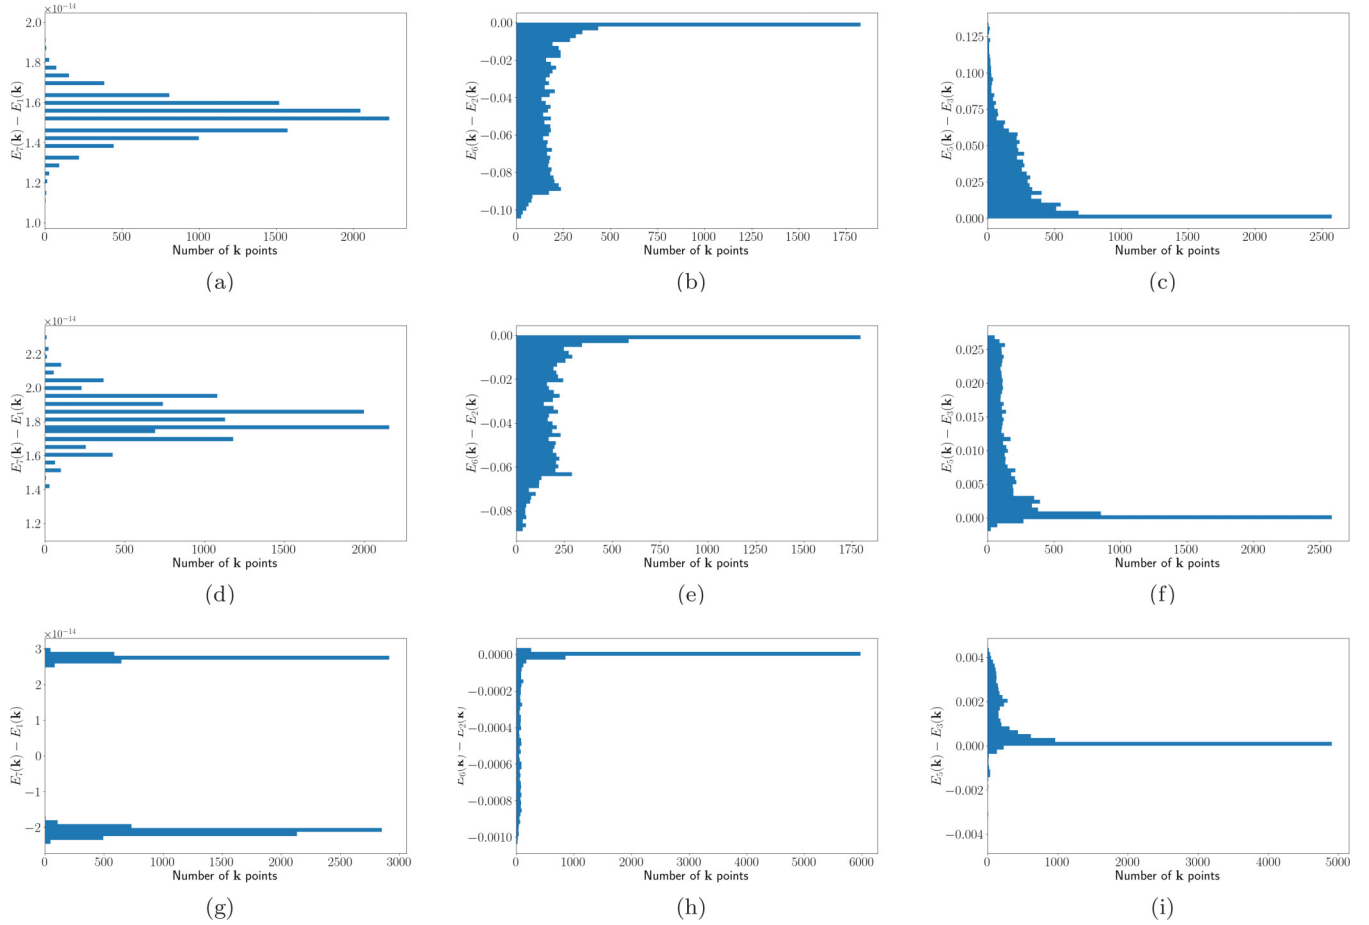 ×10⁻¹⁴
2.0
1.8
1.6
1.4
1.2
1.0
E₇(k) − E₁(k)
0 500 1000 1500 2000
Number of k points
(a)
0.00
−0.02
−0.04
−0.06
−0.08
−0.10
E₆(k) − E₂(k)
0 250 500 750 1000 1250 1500 1750
Number of k points
(b)
0.125
0.100
0.075
0.050
0.025
0.000
E₅(k) − E₃(k)
0 500 1000 1500 2000 2500
Number of k points
(c)
×10⁻¹⁴
2.2
2.0
1.8
1.6
1.4
1.2
E₇(k) − E₁(k)
0 500 1000 1500 2000
Number of k points
(d)
0.00
−0.02
−0.04
−0.06
−0.08
E₆(k) − E₂(k)
0 250 500 750 1000 1250 1500 1750
Number of k points
(e)
0.025
0.020
0.015
0.010
0.005
0.000
E₅(k) − E₃(k)
0 500 1000 1500 2000 2500
Number of k points
(f)
×10⁻¹⁴
3
2
1
0
−1
−2
E₇(k) − E₁(k)
0 500 1000 1500 2000 2500 3000
Number of k points
(g)
0.0000
−0.0002
−0.0004
−0.0006
−0.0008
−0.0010
E₆(k) − E₂(k)
0 1000 2000 3000 4000 5000 6000
Number of k points
(h)
0.004
0.002
0.000
−0.002
−0.004
E₅(k) − E₃(k)
0 1000 2000 3000 4000 5000
Number of k points
(i)